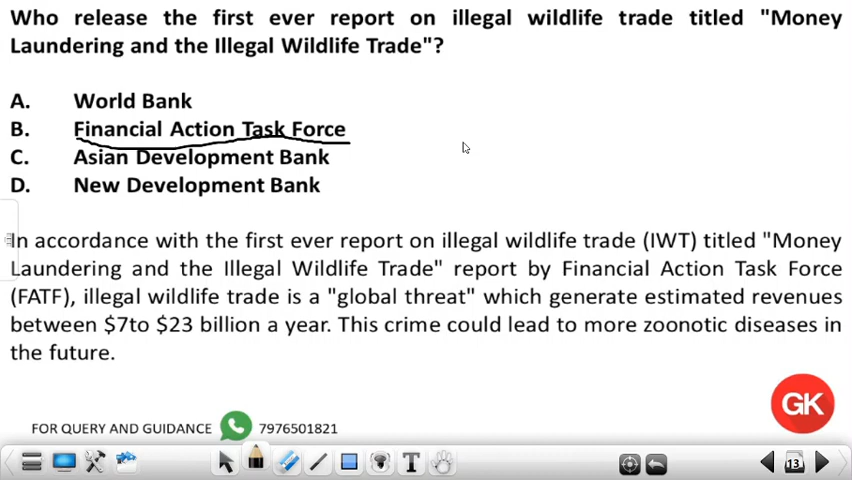 Who release the first ever report on illegal wildlife trade titled "Money
Laundering and the Illegal Wildlife Trade"?
A. World Bank
B. Financial Action Task Force
C. Asian Development Bank
D. New Development Bank
In accordance with the first ever report on illegal wildlife trade (IWT) titled "Money
Laundering and the Illegal Wildlife Trade" report by Financial Action Task Force
(FATF), illegal wildlife trade is a "global threat" which generate estimated revenues
between $7to $23 billion a year. This crime could lead to more zoonotic diseases in
the future.
GK
FOR QUERY AND GUIDANCE 7976501821
T
13